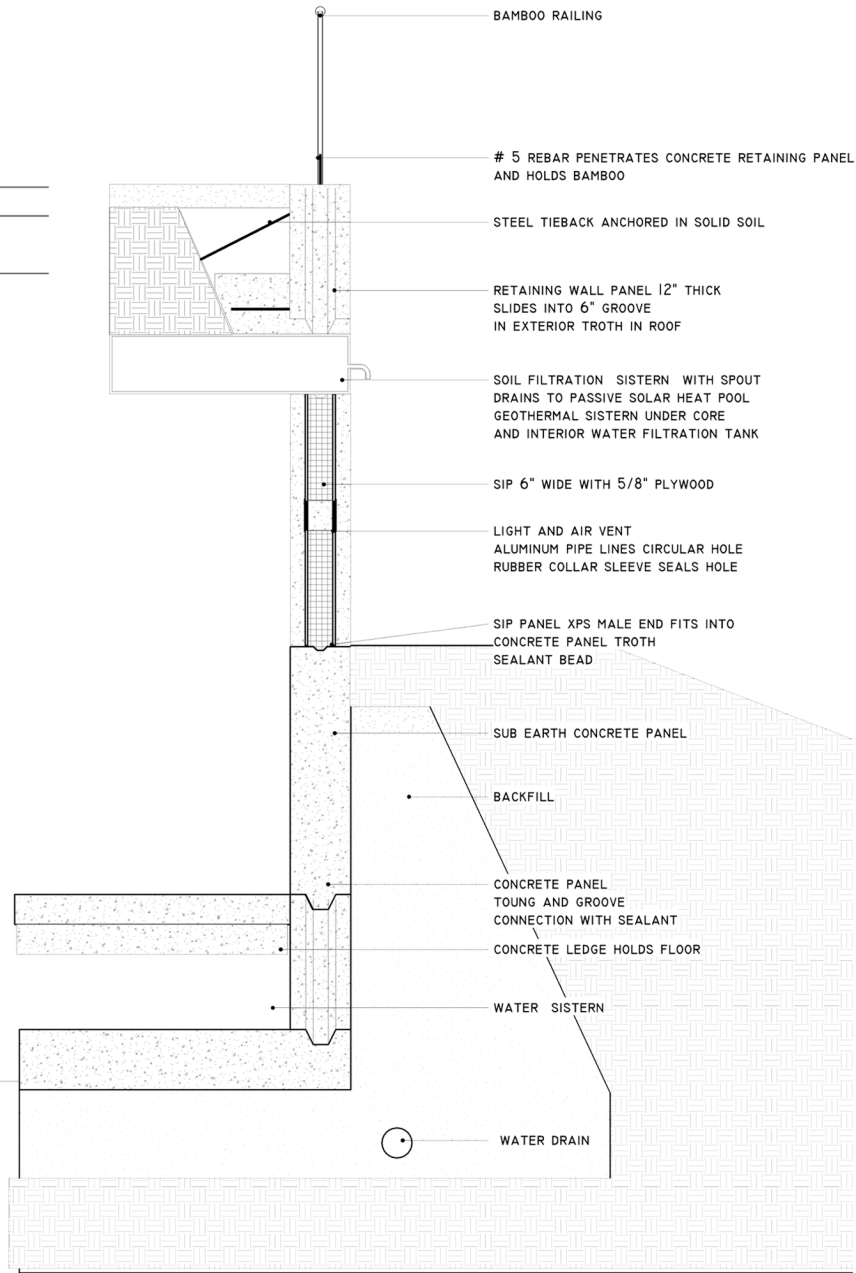 BAMBOO RAILING
# 5 REBAR PENETRATES CONCRETE RETAINING PANEL
AND HOLDS BAMBOO
STEEL TIEBACK ANCHORED IN SOLID SOIL
RETAINING WALL PANEL 12" THICK
SLIDES INTO 6" GROOVE
IN EXTERIOR TROTH IN ROOF
SOIL FILTRATION SISTERN WITH SPOUT
DRAINS TO PASSIVE SOLAR HEAT POOL
GEOTHERMAL SISTERN UNDER CORE
AND INTERIOR WATER FILTRATION TANK
SIP 6" WIDE WITH 5/8" PLYWOOD
LIGHT AND AIR VENT
ALUMINUM PIPE LINES CIRCULAR HOLE
RUBBER COLLAR SLEEVE SEALS HOLE
SIP PANEL XPS MALE END FITS INTO
CONCRETE PANEL TROTH
SEALANT BEAD
SUB EARTH CONCRETE PANEL
BACKFILL
CONCRETE PANEL
TOUNG AND GROOVE
CONNECTION WITH SEALANT
CONCRETE LEDGE HOLDS FLOOR
WATER SISTERN
WATER DRAIN